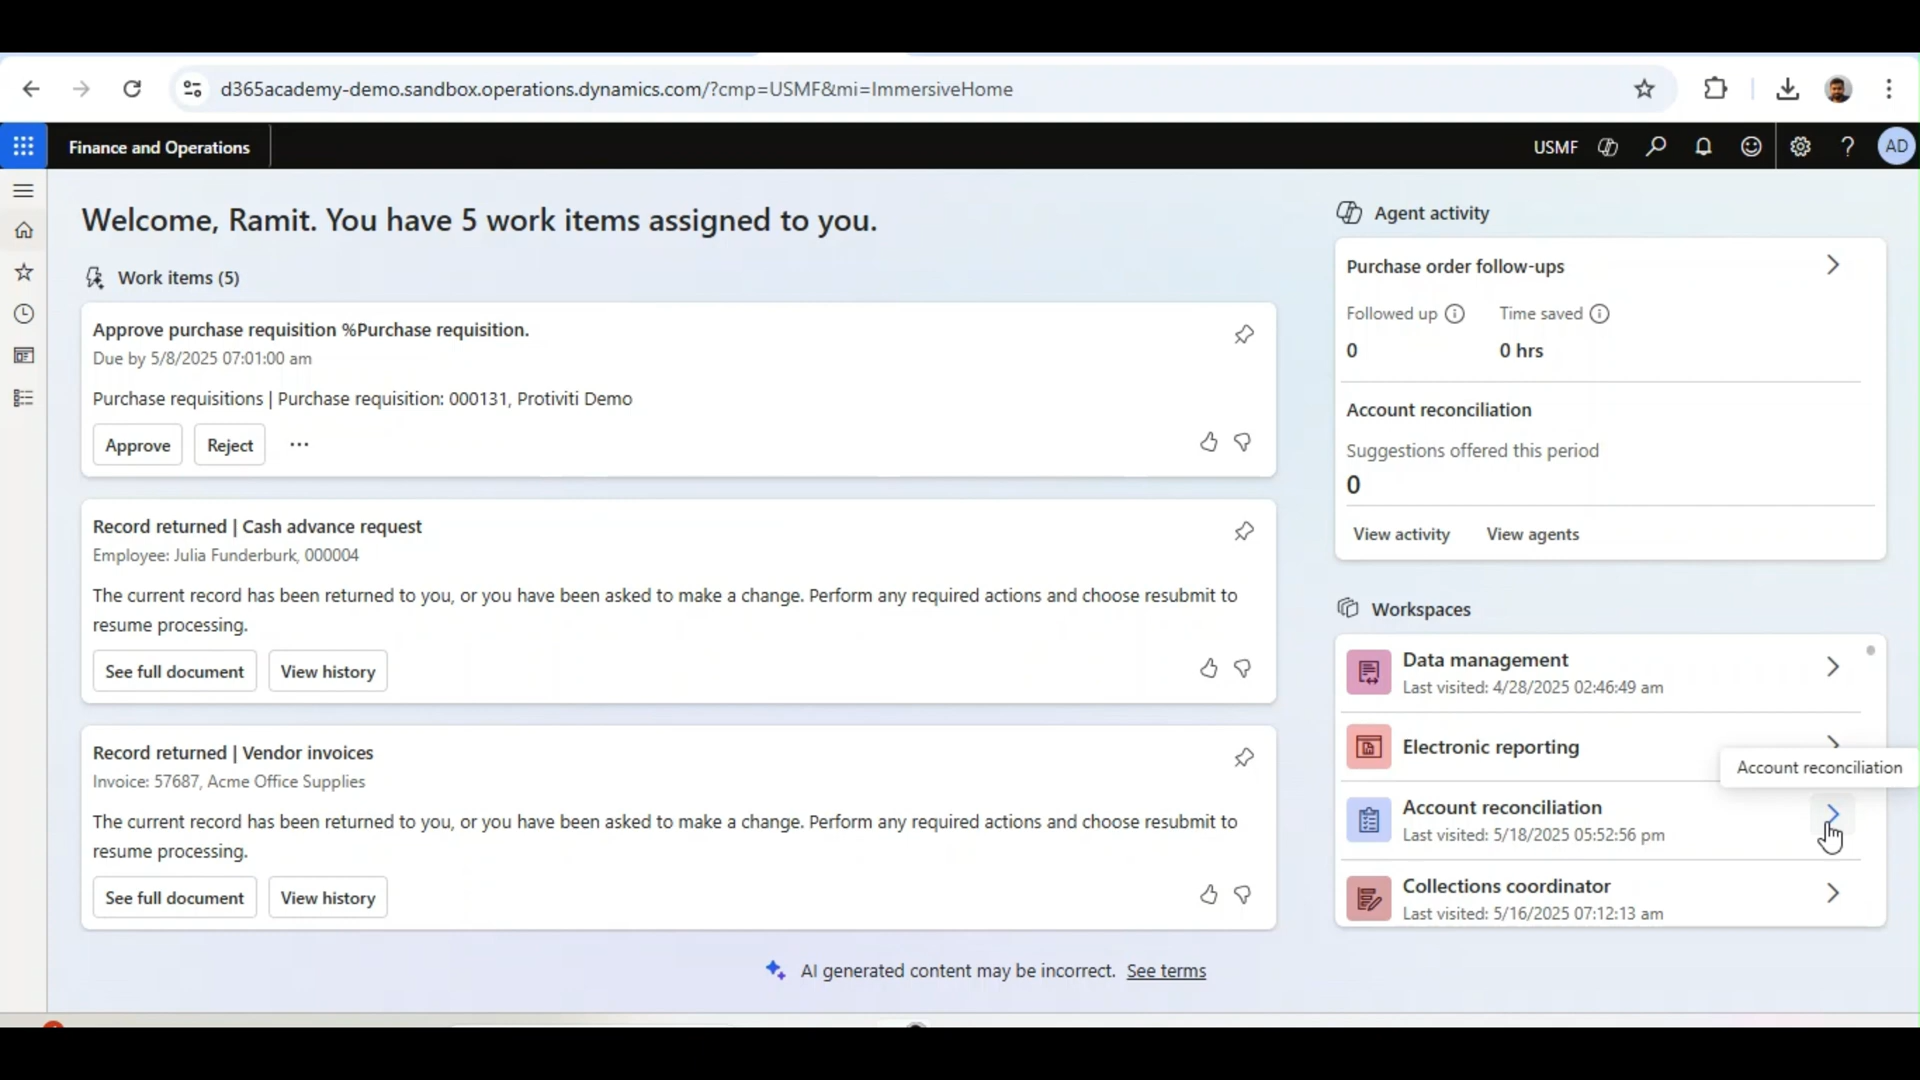 d365academy-demo.sandbox.operations.dynamics.com/?cmp=USMF&mi=ImmersiveHome
Finance and Operations
USMF
AD
Welcome, Ramit. You have 5 work items assigned to you.
Work items (5)
Approve purchase requisition %Purchase requisition.
Due by 5/8/2025 07:01:00 am
Purchase requisitions | Purchase requisition: 000131, Protiviti Demo
Approve
Reject
Record returned | Cash advance request
Employee: Julia Funderburk, 000004
The current record has been returned to you, or you have been asked to make a change. Perform any required actions and choose resubmit to
resume processing.
See full document
View history
Record returned | Vendor invoices
Invoice: 57687, Acme Office Supplies
The current record has been returned to you, or you have been asked to make a change. Perform any required actions and choose resubmit to
resume processing.
See full document
View history
AI generated content may be incorrect. See terms
Agent activity
Purchase order follow-ups
Followed up
Time saved
0
0 hrs
Account reconciliation
Suggestions offered this period
0
View activity
View agents
Workspaces
Data management
Last visited: 4/28/2025 02:46:49 am
Electronic reporting
Account reconciliation
Account reconciliation
Last visited: 5/18/2025 05:52:56 pm
Collections coordinator
Last visited: 5/16/2025 07:12:13 am